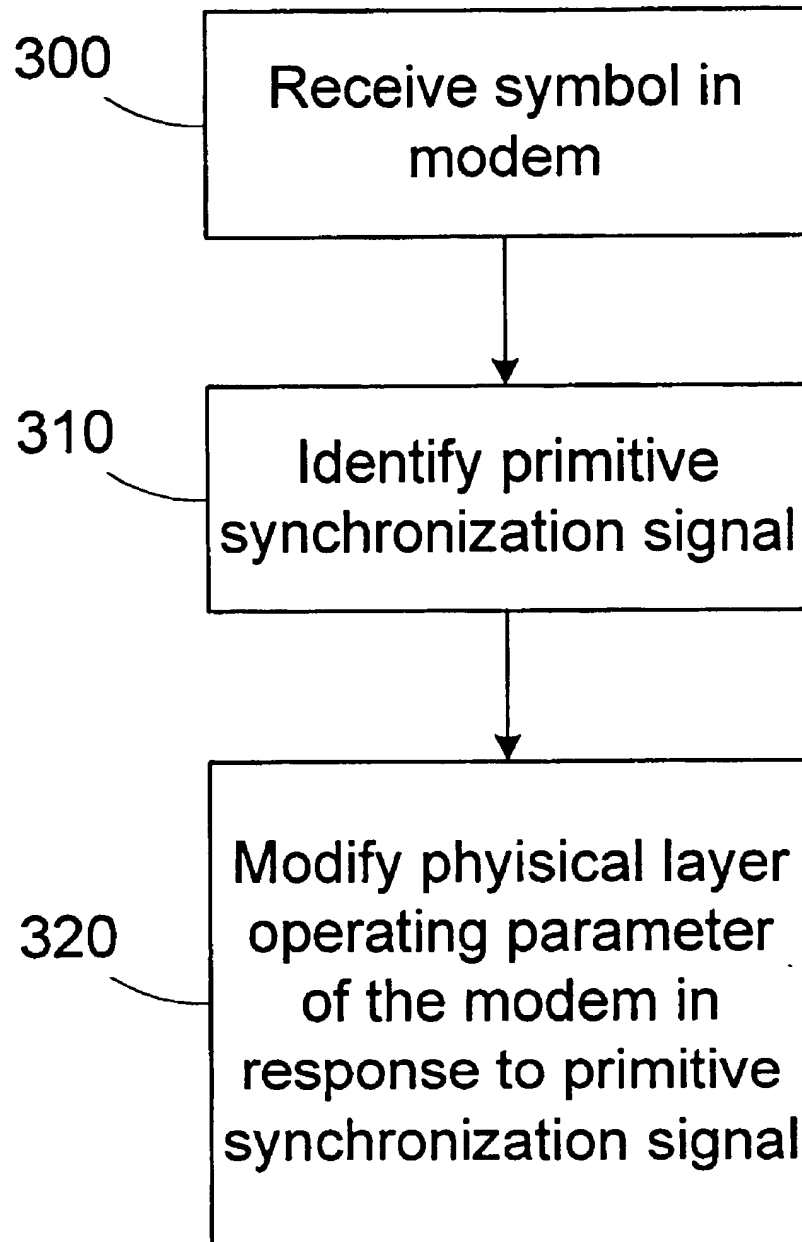 300
Receive symbol in
modem
310
Identify primitive
synchronization signal
320
Modify phyisical layer
operating parameter
of the modem in
response to primitive
synchronization signal